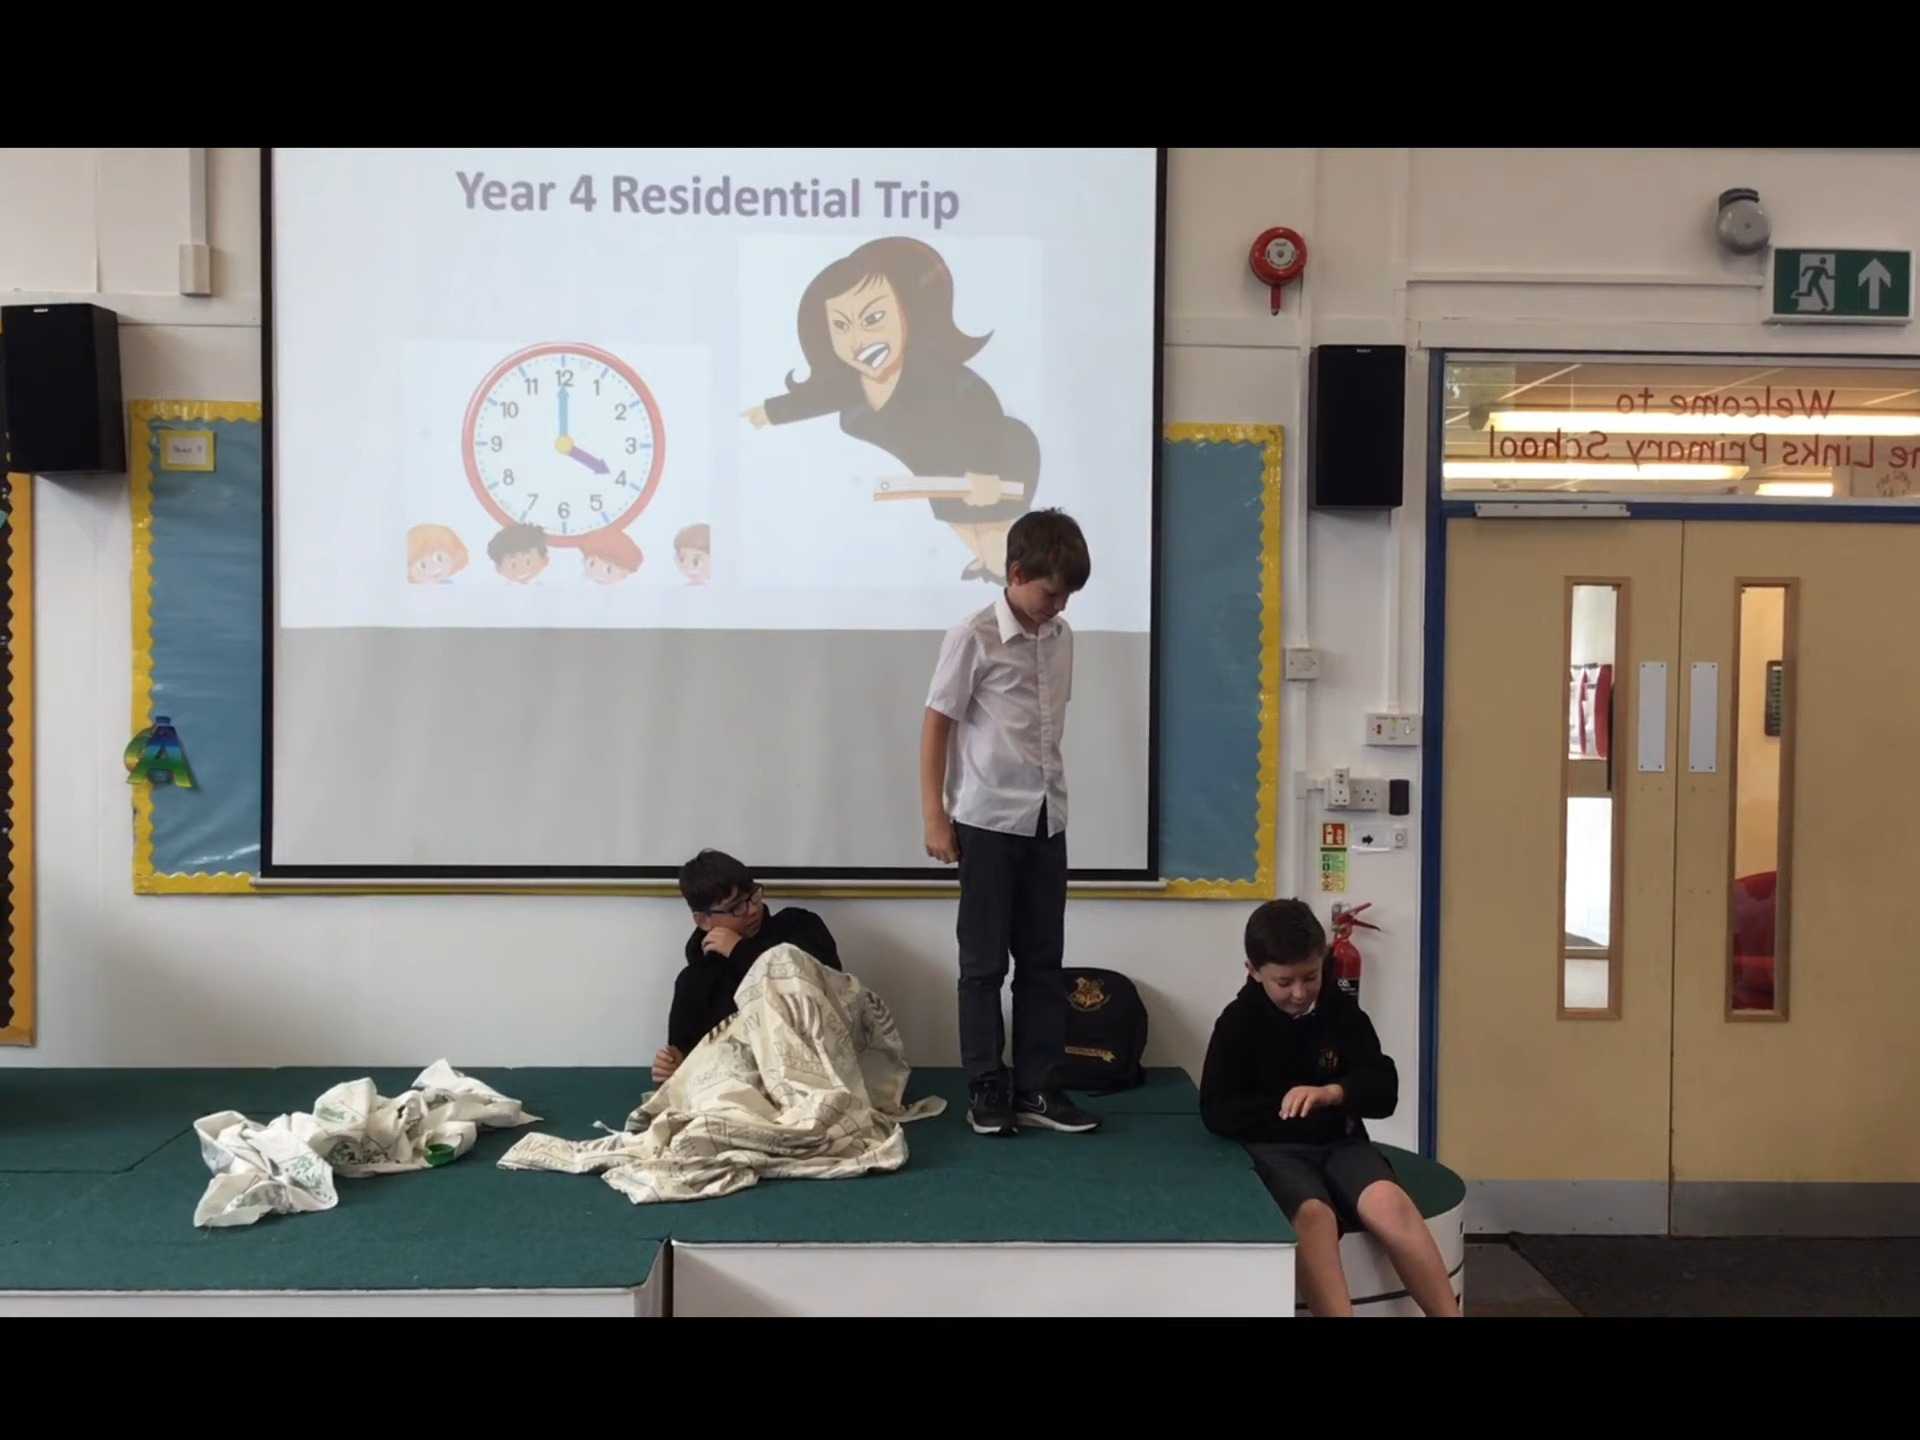 Year 4 Residential Trip
11 12 1
10 2
9 3
8 4
7 6 5
Welcome to
he Links Primary School